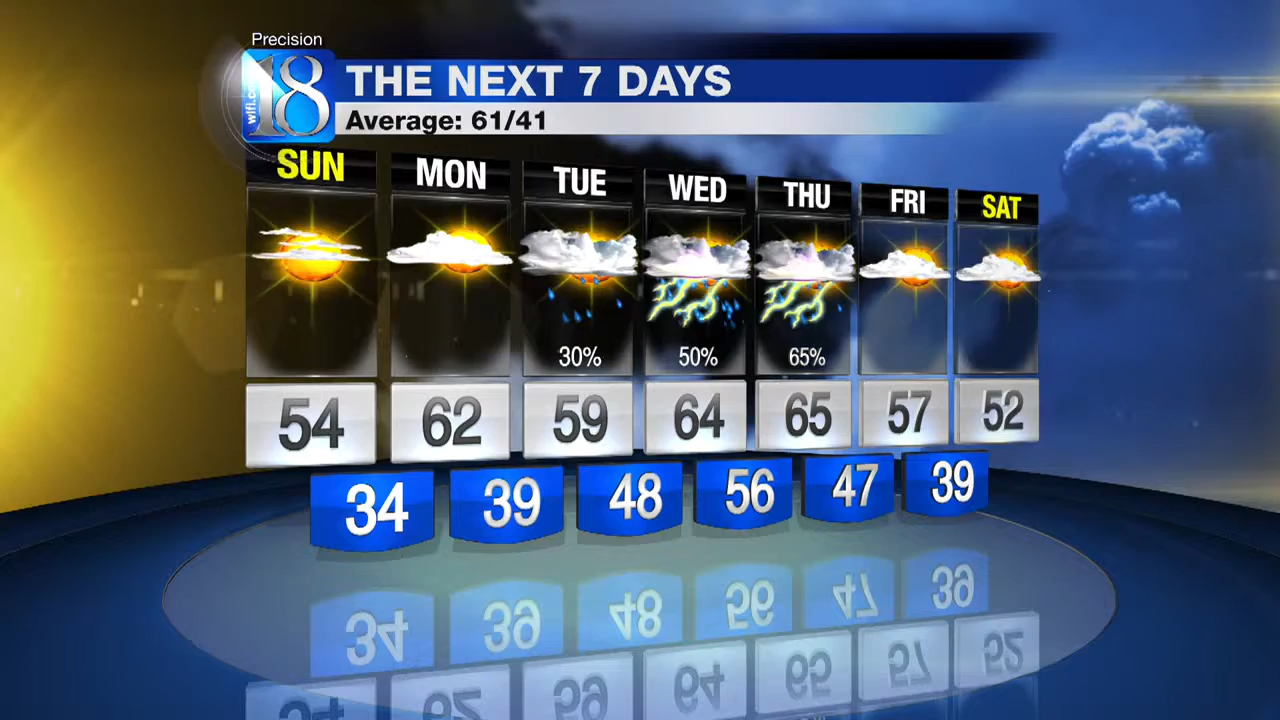 Precision
wlfi.com 18
THE NEXT 7 DAYS
Average: 61/41
SUN MON TUE WED THU FRI SAT
30% 50% 65%
54 62 59 64 65 57 52
34 39 48 56 47 39